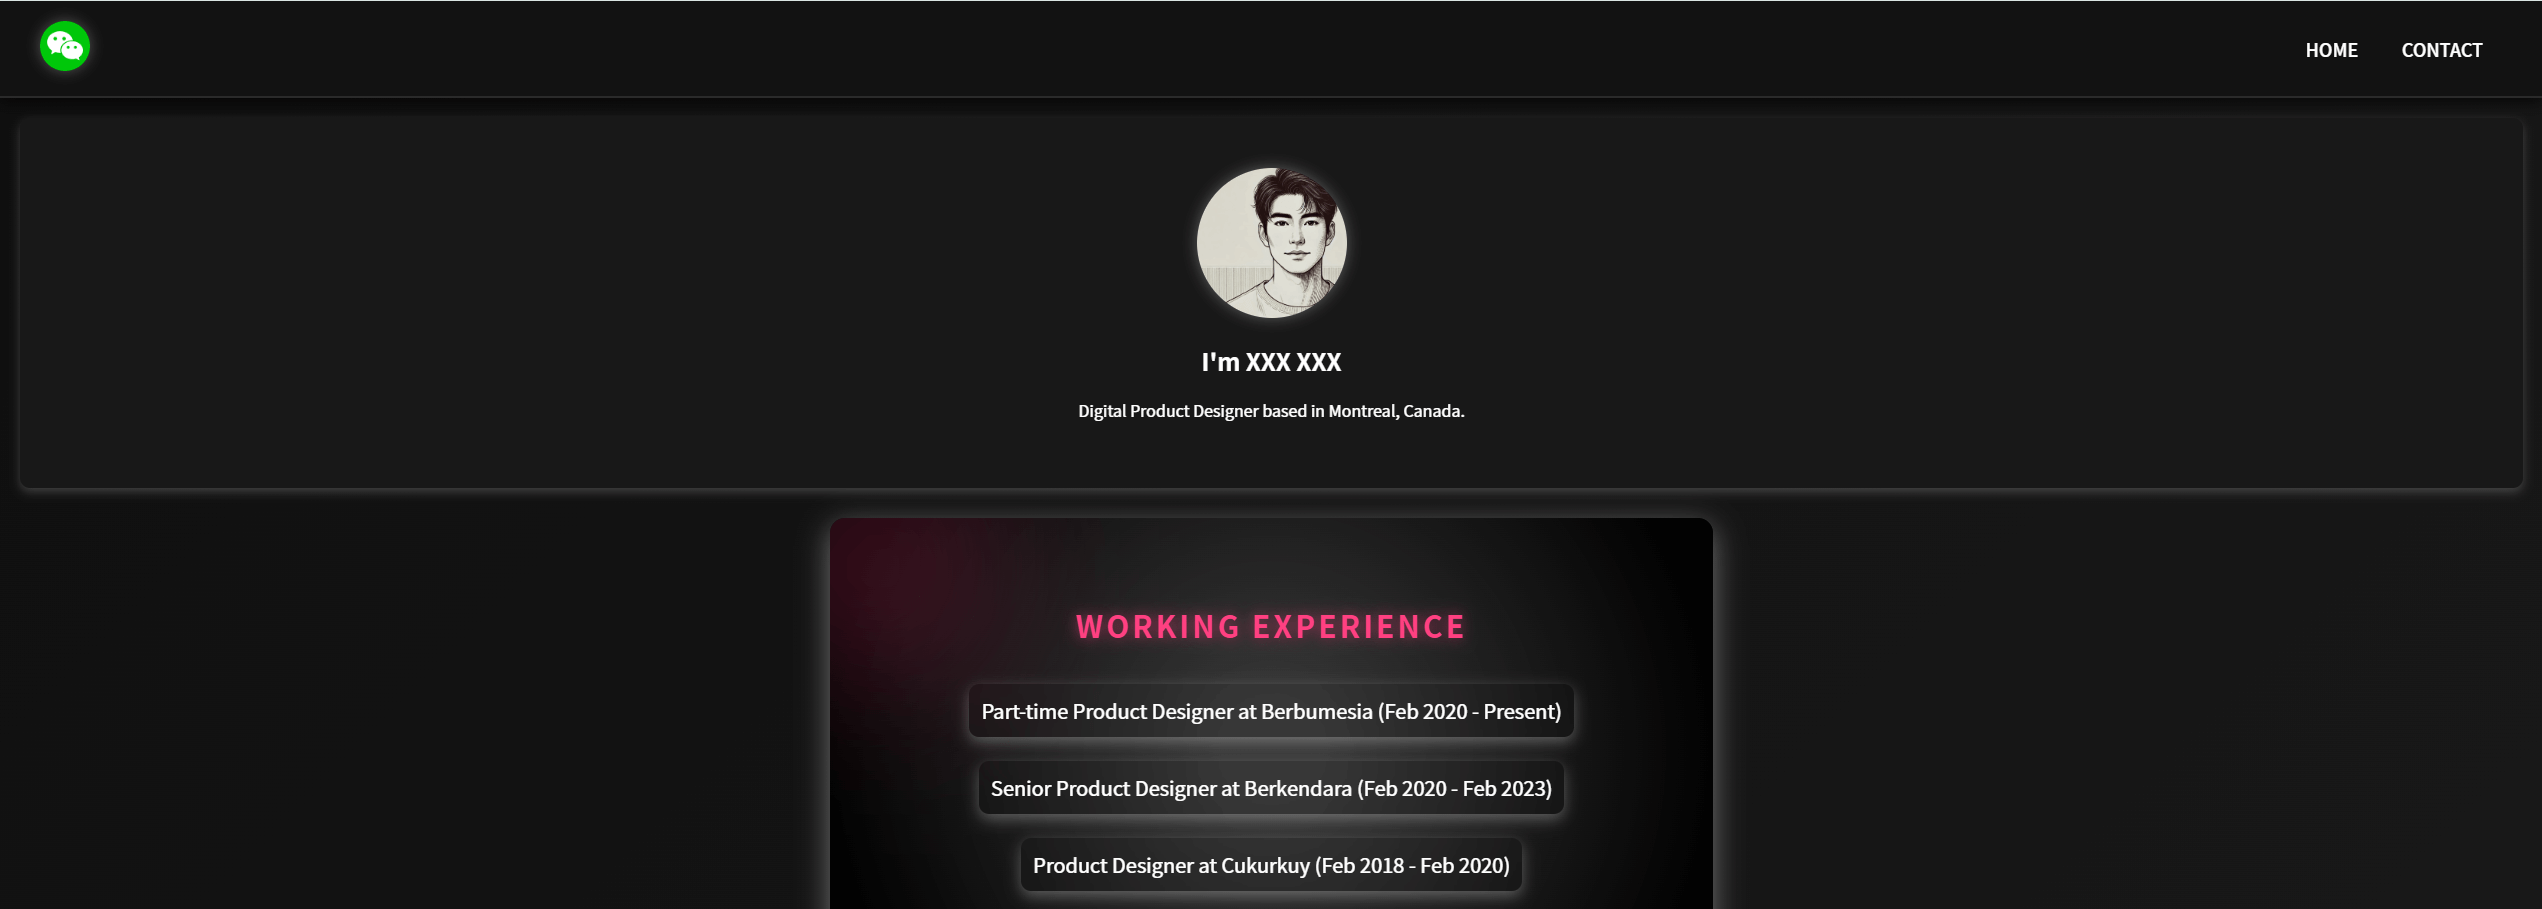 HOME CONTACT
I'm XXX XXX
Digital Product Designer based in Montreal, Canada.
WORKING EXPERIENCE
Part-time Product Designer at Berbumesia (Feb 2020 - Present)
Senior Product Designer at Berkendara (Feb 2020 - Feb 2023)
Product Designer at Cukurkuy (Feb 2018 - Feb 2020)